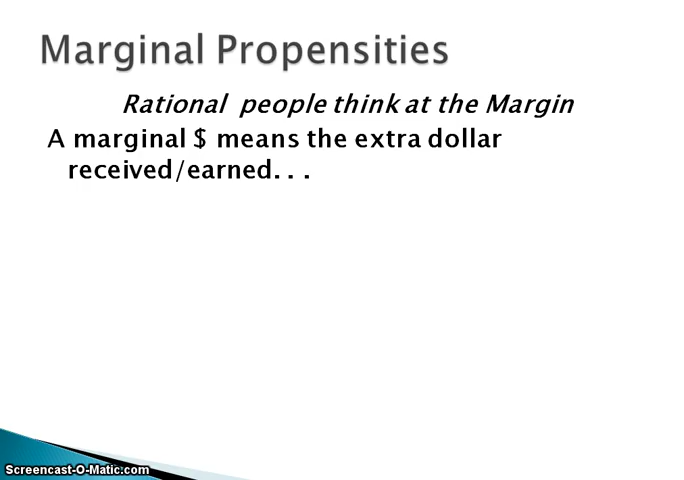 Marginal Propensities
Rational people think at the Margin
A marginal $ means the extra dollar
received/earned. . .
Screencast-O-Matic.com